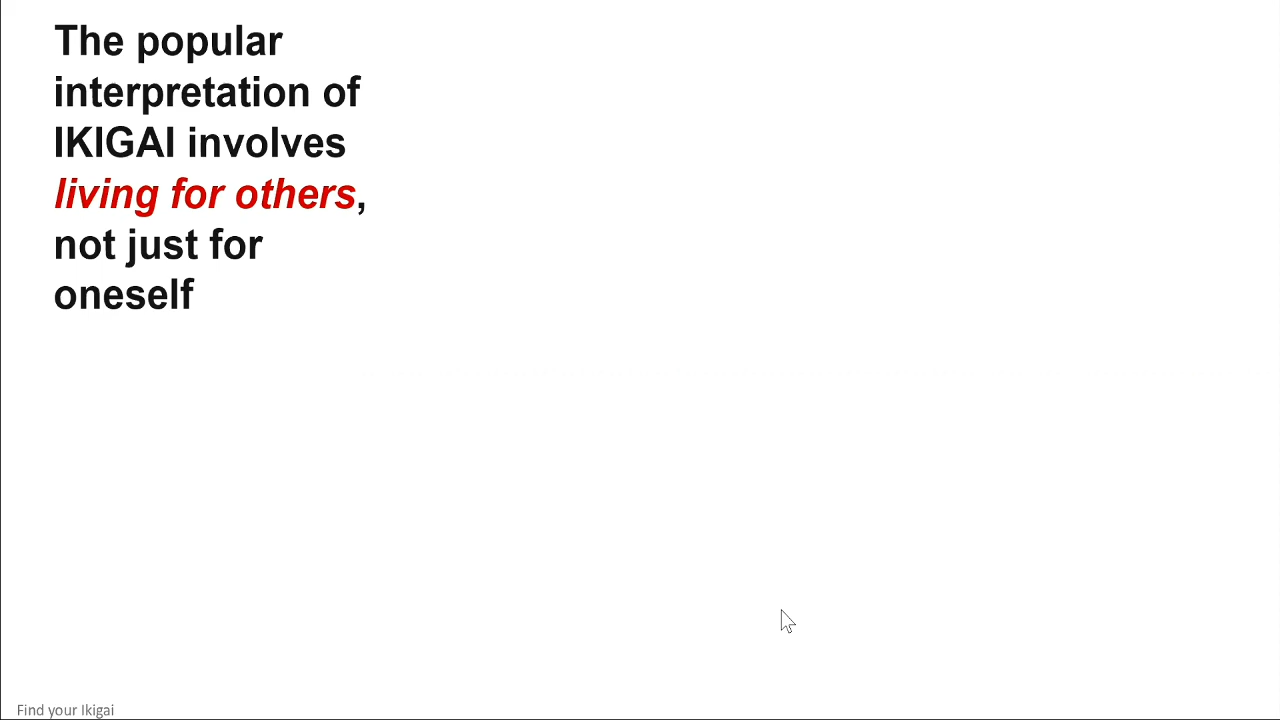 The popular
interpretation of
IKIGAI involves
living for others,
not just for
oneself
Find your Ikigai